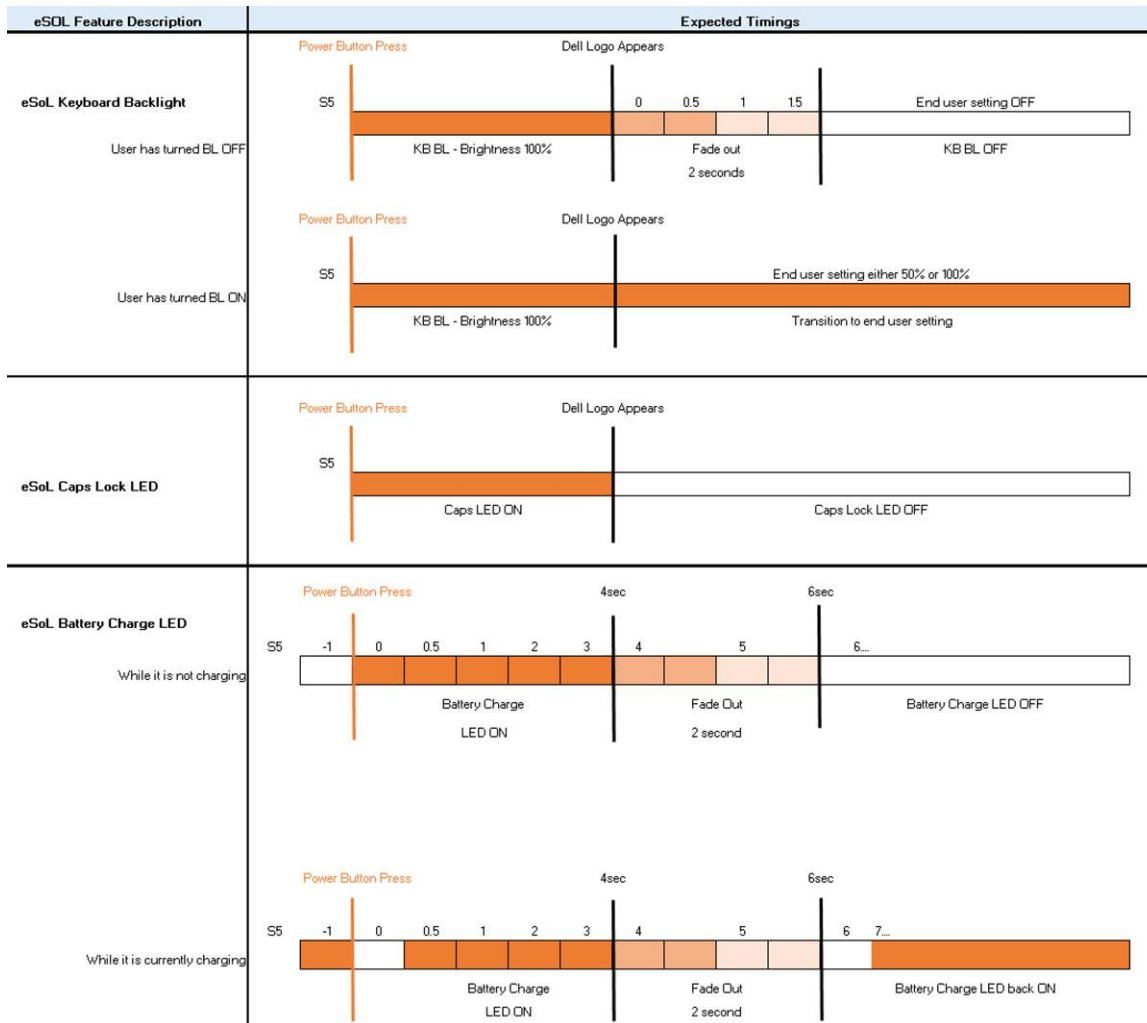 eSOL Feature Description
Expected Timings
Power Button Press
Dell Logo Appears
eSoL Keyboard Backlight
S5
0 0.5 1 1.5
End user setting OFF
User has turned BL OFF
KB BL - Brightness 100%
Fade out
KB BL OFF
2 seconds
Power Button Press
Dell Logo Appears
S5
End user setting either 50% or 100%
User has turned BL ON
KB BL - Brightness 100%
Transition to end user setting
Power Button Press
Dell Logo Appears
S5
eSoL Caps Lock LED
Caps LED ON
Caps Lock LED OFF
Power Button Press
4sec
6sec
eSoL Battery Charge LED
S5
-1 0 0.5 1 2 3 4 5 6....
While it is not charging
Battery Charge
Fade Out
Battery Charge LED OFF
LED ON
2 second
Power Button Press
4sec
6sec
S5
-1 0 0.5 1 2 3 4 5 6 7....
While it is currently charging
Battery Charge
Fade Out
Battery Charge LED back ON
LED ON
2 second